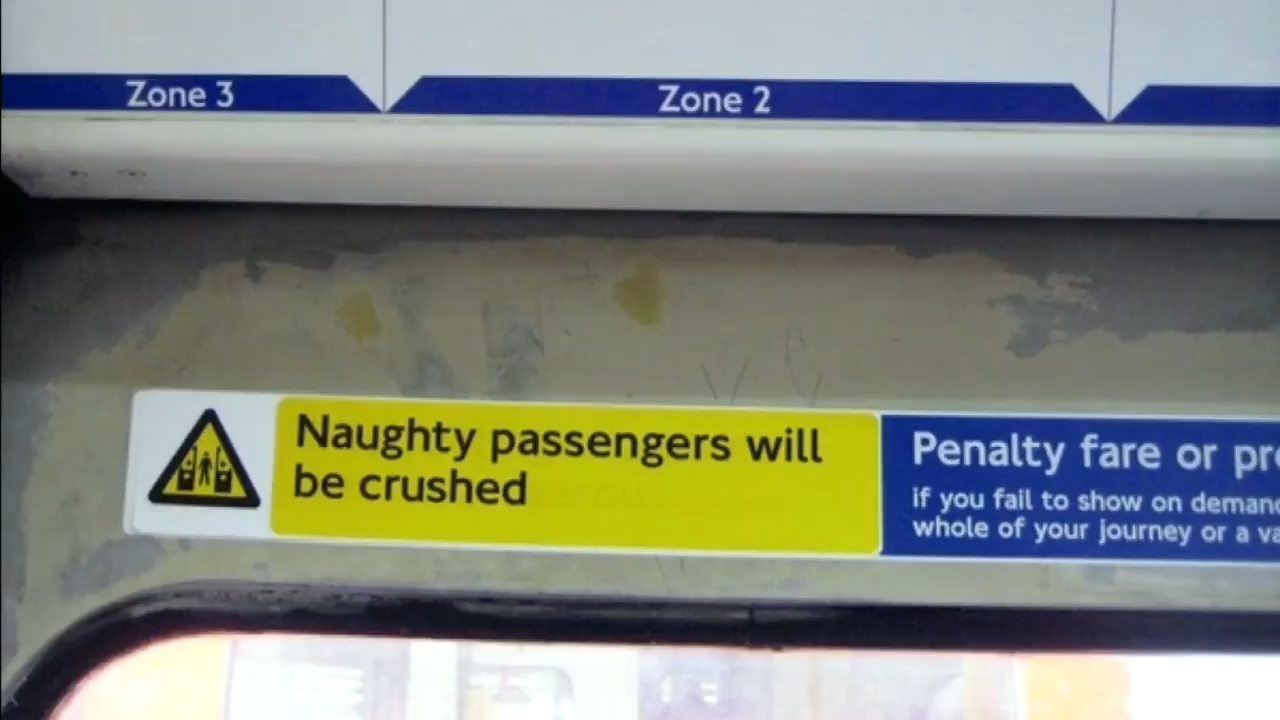 Zone 3
Zone 2
Naughty passengers will
be crushed
Penalty fare or
if you fail to show on
whole of your journey or a